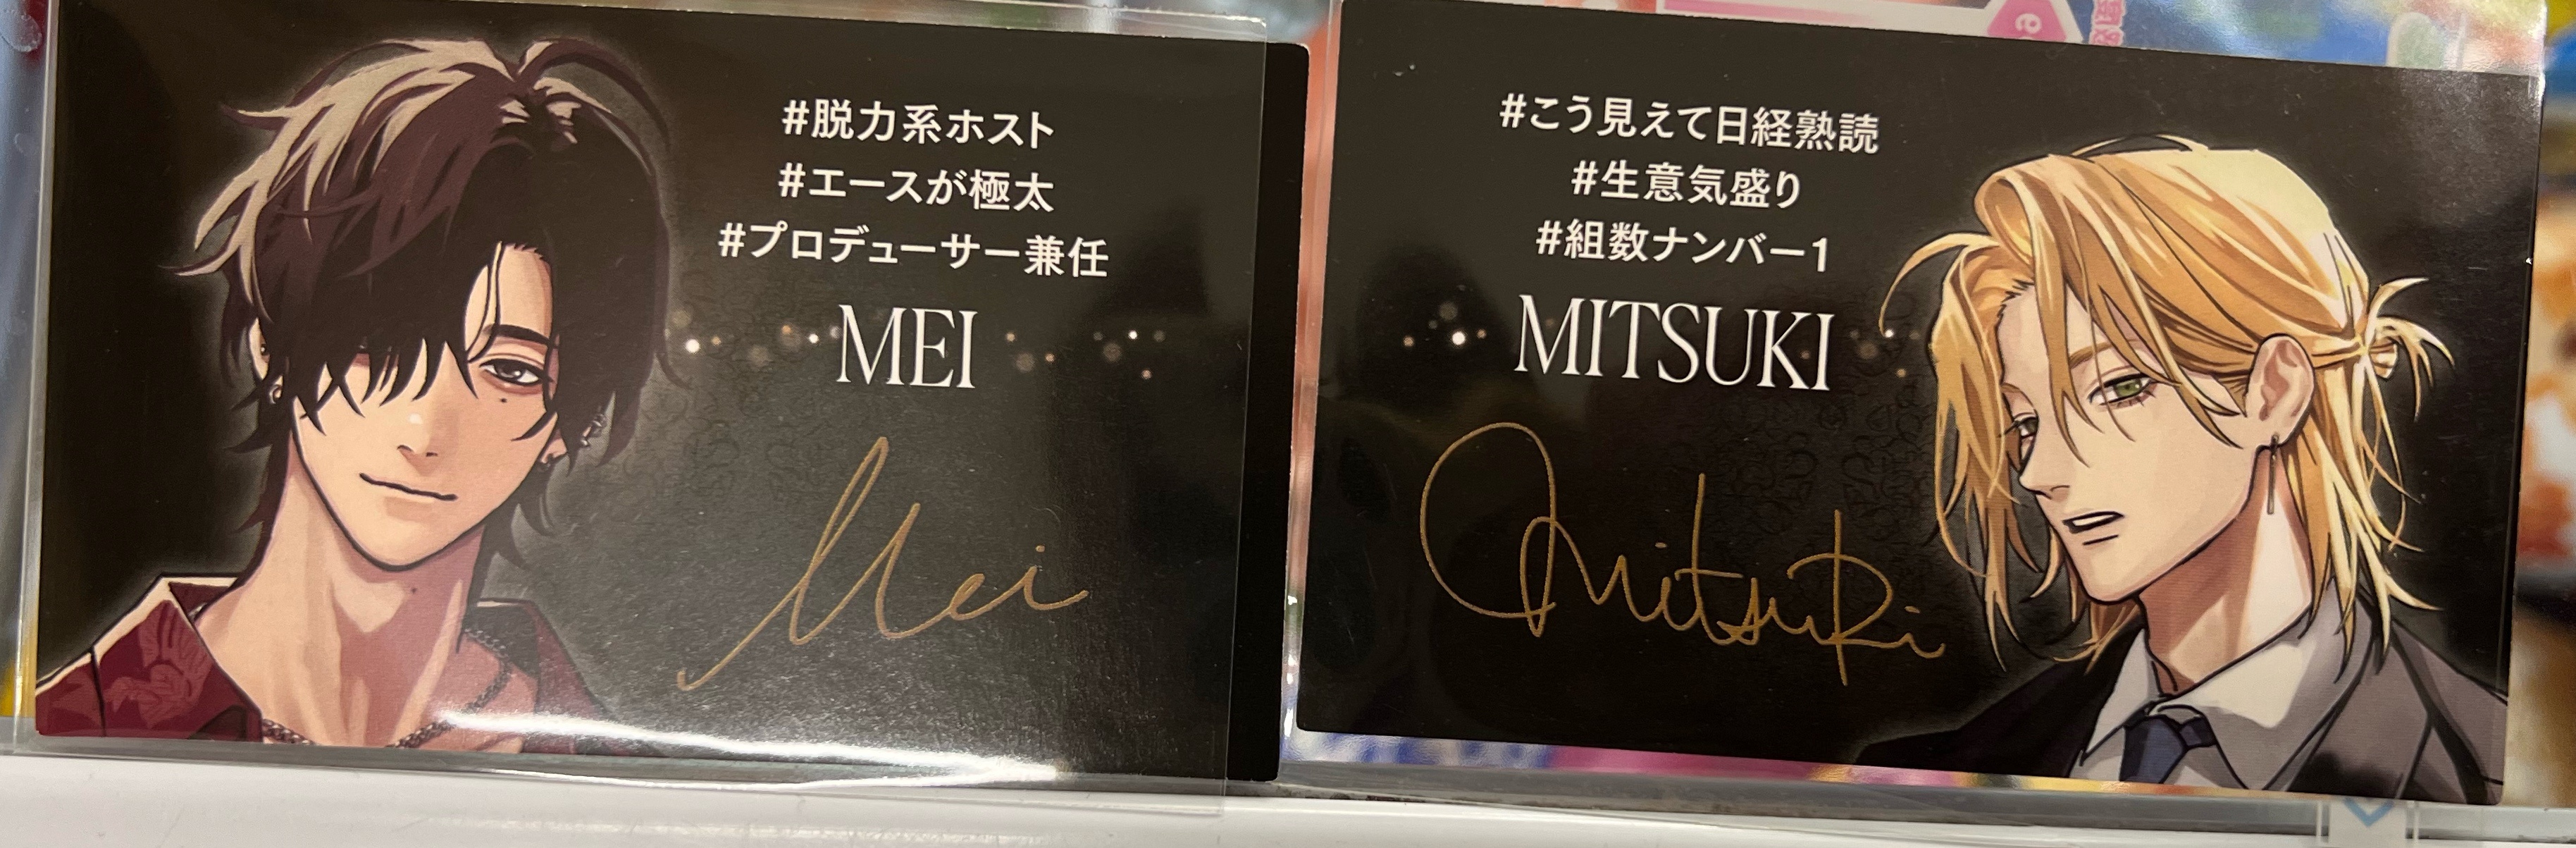 #脱力系ホスト
#エースが極太
#プロデューサー兼任
MEI
Mei
#こう見えて日経熟読
#生意気盛り
#組数ナンバー1
MITSUKI
Mitsuki